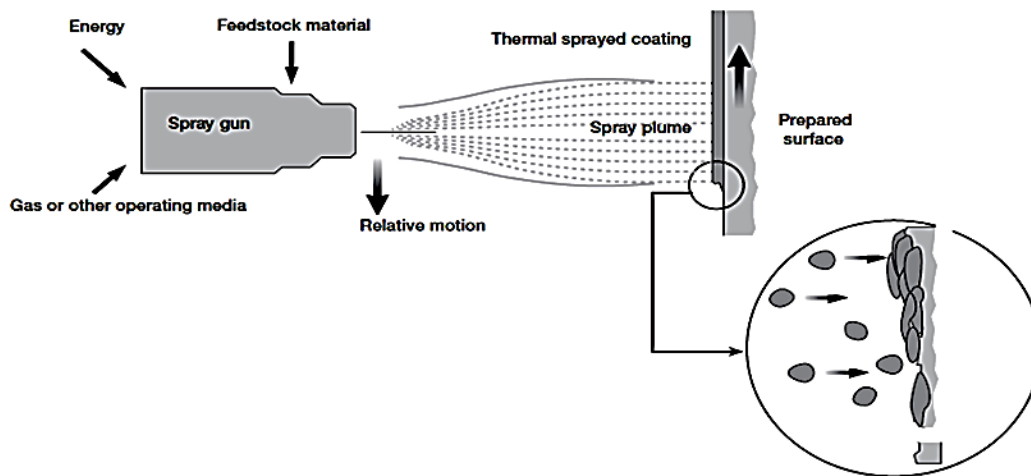 Energy
Feedstock material
Thermal sprayed coating
Spray gun
Spray plume
Prepared
surface
Gas or other operating media
Relative motion